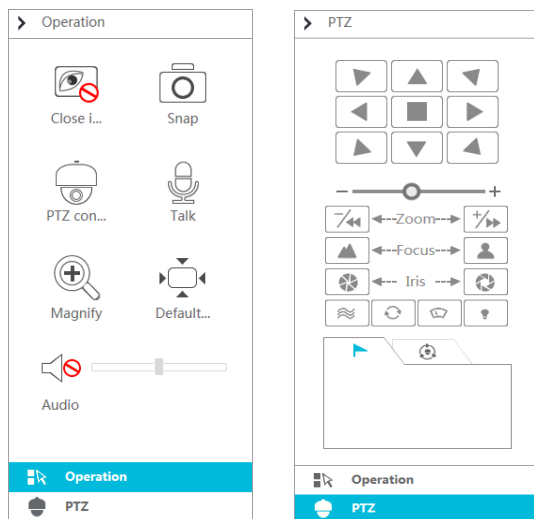 Operation
Close i...
Snap
PTZ con...
Talk
Magnify
Default...
Audio
Operation
PTZ
PTZ
Zoom
Focus
Iris
Operation
PTZ